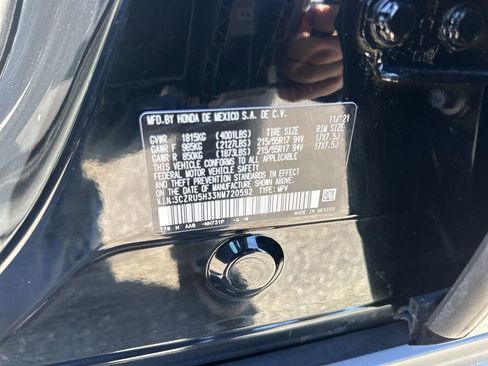 MFD.BY HONDA DE MEXICO S.A. DE C.V. 11/'21
GVWR 1815KG (4001LBS) TIRE SIZE RIM SIZE
GAWR F 965KG (2127LBS) 215/55R17 94V 17X7.5J
GAWR R 850KG (1873LBS) 215/55R17 94V 17X7.5J
THIS VEHICLE CONFORMS TO ALL APPLICABLE
FEDERAL MOTOR VEHICLE SAFETY STANDARDS
IN EFFECT ON THE DATE OF MANUFACTURE SHOWN ABOVE.
V.I.N:3CZRU5H33NM720592 TYPE: MPV
MADE IN MEXICO
T7W N AAB -NH731P -A -M